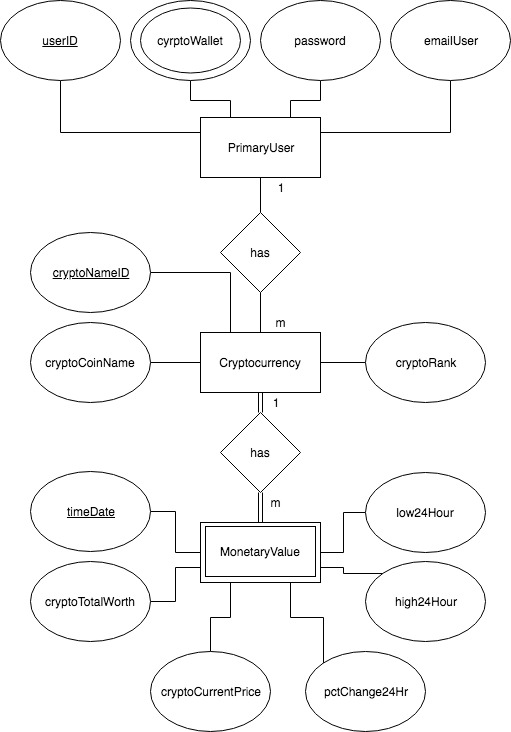 userID
cyrptoWallet
password
emailUser
PrimaryUser
1
has
cryptoNameID
m
cryptoCoinName
Cryptocurrency
cryptoRank
1
has
m
timeDate
low24Hour
MonetaryValue
cryptoTotalWorth
high24Hour
cryptoCurrentPrice
pctChange24Hr